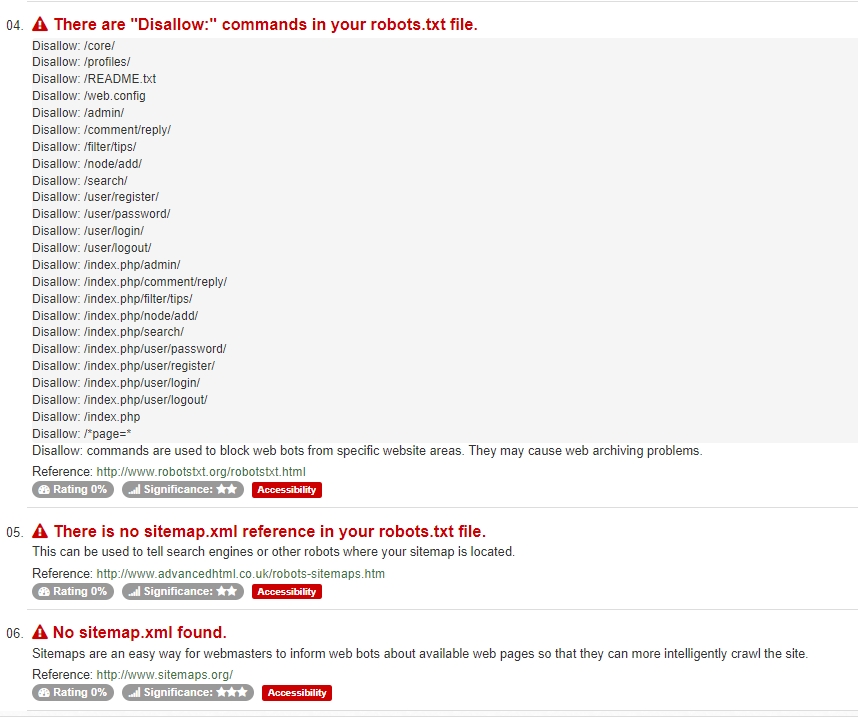 04. There are "Disallow:" commands in your robots.txt file.
Disallow: /core/
Disallow: /profiles/
Disallow: /README.txt
Disallow: /web.config
Disallow: /admin/
Disallow: /comment/reply/
Disallow: /filter/tips/
Disallow: /node/add/
Disallow: /search/
Disallow: /user/register/
Disallow: /user/password/
Disallow: /user/login/
Disallow: /user/logout/
Disallow: /index.php/admin/
Disallow: /index.php/comment/reply/
Disallow: /index.php/filter/tips/
Disallow: /index.php/node/add/
Disallow: /index.php/search/
Disallow: /index.php/user/password/
Disallow: /index.php/user/register/
Disallow: /index.php/user/login/
Disallow: /index.php/user/logout/
Disallow: /index.php
Disallow: /*page=*
Disallow: commands are used to block web bots from specific website areas. They may cause web archiving problems.
Reference: http://www.robotstxt.org/robotstxt.html
Rating 0% Significance: ★★ Accessibility
05. There is no sitemap.xml reference in your robots.txt file.
This can be used to tell search engines or other robots where your sitemap is located.
Reference: http://www.advancedhtml.co.uk/robots-sitemaps.htm
Rating 0% Significance: ★★ Accessibility
06. No sitemap.xml found.
Sitemaps are an easy way for webmasters to inform web bots about available web pages so that they can more intelligently crawl the site.
Reference: http://www.sitemaps.org/
Rating 0% Significance: ★★★ Accessibility